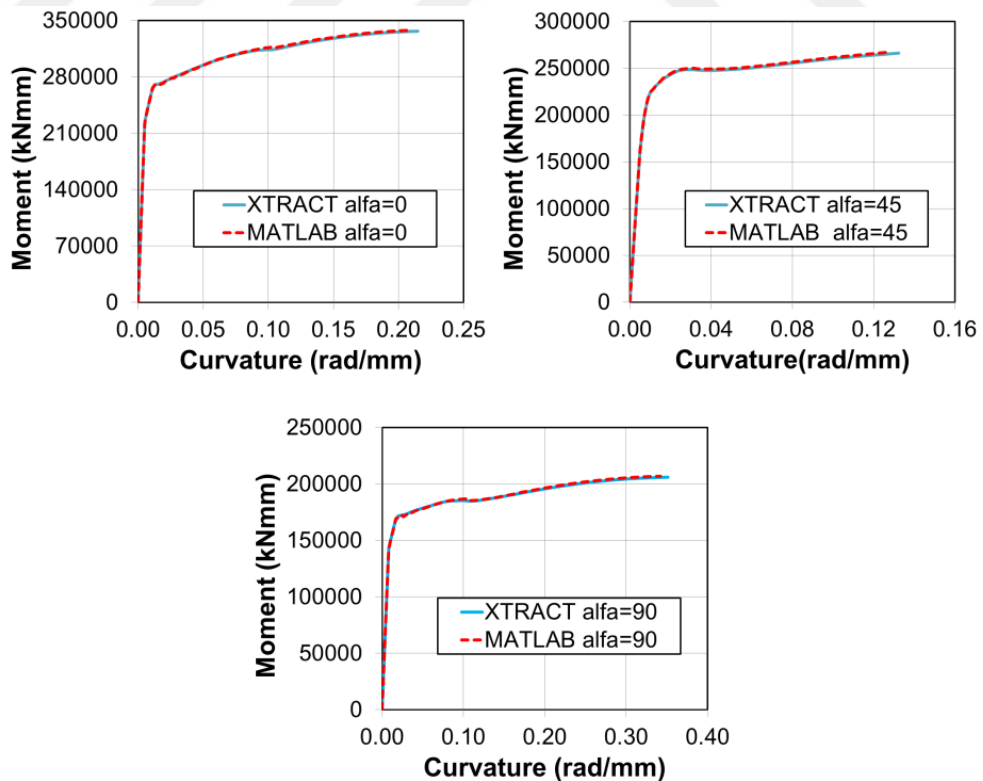 350000
280000
210000
140000
70000
0
Moment (kNmm)
XTRACT alfa=0
MATLAB alfa=0
0.00 0.05 0.10 0.15 0.20 0.25
Curvature (rad/mm)
300000
250000
200000
150000
100000
50000
0
Moment (kNmm)
XTRACT alfa=45
MATLAB alfa=45
0.00 0.04 0.08 0.12 0.16
Curvature(rad/mm)
250000
200000
150000
100000
50000
0
Moment (kNmm)
XTRACT alfa=90
MATLAB alfa=90
0.00 0.10 0.20 0.30 0.40
Curvature (rad/mm)